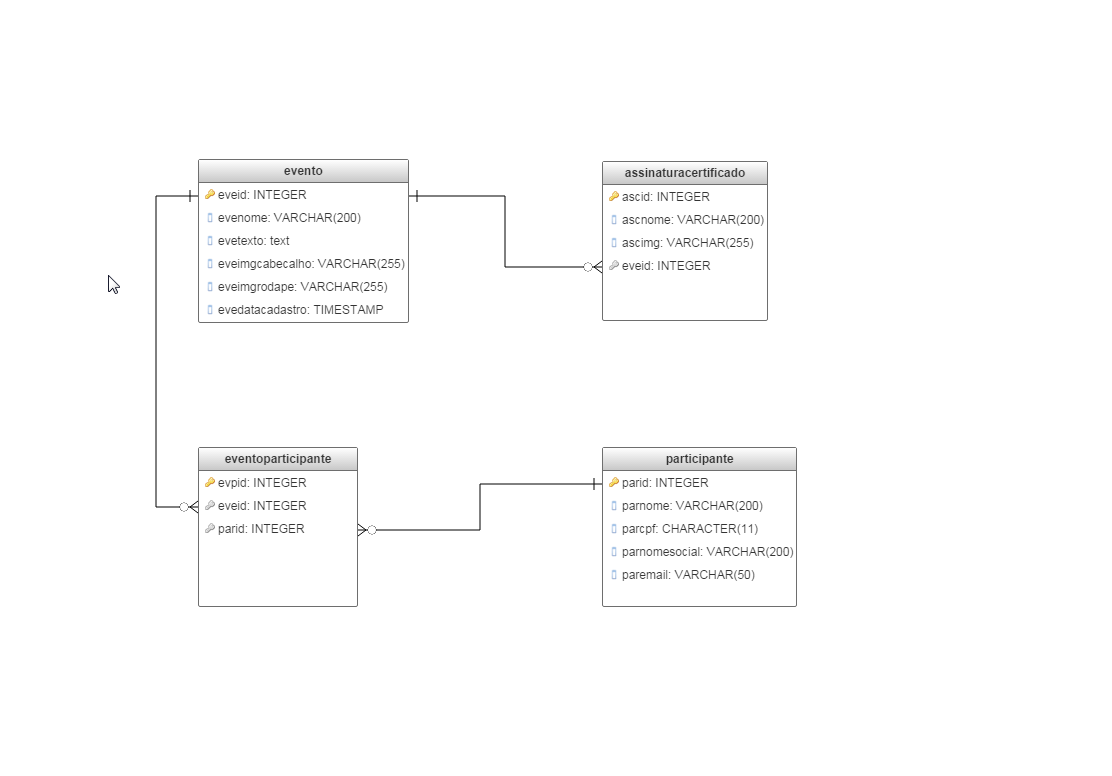 evento
eveid: INTEGER
evenome: VARCHAR(200)
evetexto: text
eveimgcabecalho: VARCHAR(255)
eveimgrodape: VARCHAR(255)
evedatacadastro: TIMESTAMP
assinaturacertificado
ascid: INTEGER
ascnome: VARCHAR(200)
ascimg: VARCHAR(255)
eveid: INTEGER
eventoparticipante
evpid: INTEGER
eveid: INTEGER
parid: INTEGER
participante
parid: INTEGER
parnome: VARCHAR(200)
parcpf: CHARACTER(11)
parnomesocial: VARCHAR(200)
paremail: VARCHAR(50)